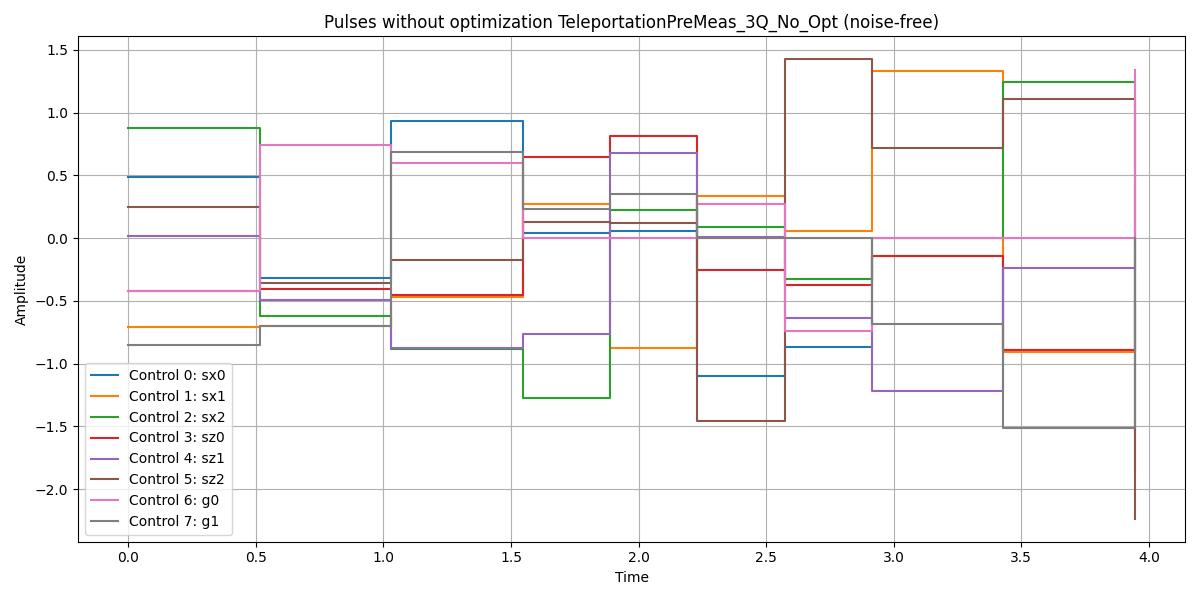 Pulses without optimization TeleportationPreMeas_3Q_No_Opt (noise-free)
1.5
1.0
0.5
0.0
−0.5
−1.0
−1.5
−2.0
Amplitude
Control 0: sx0
Control 1: sx1
Control 2: sx2
Control 3: sz0
Control 4: sz1
Control 5: sz2
Control 6: g0
Control 7: g1
0.0 0.5 1.0 1.5 2.0 2.5 3.0 3.5 4.0
Time